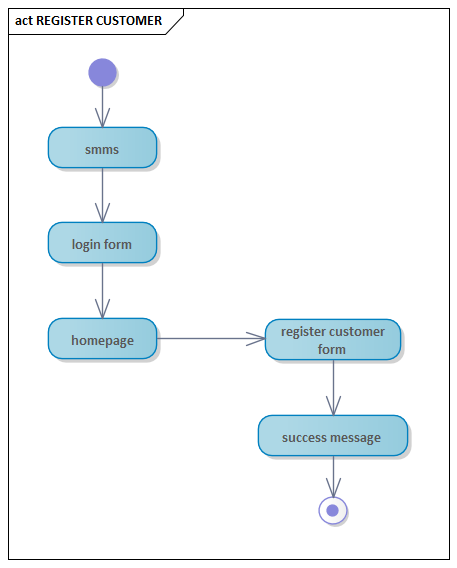 act REGISTER CUSTOMER
smms
login form
homepage
register customer
form
success message